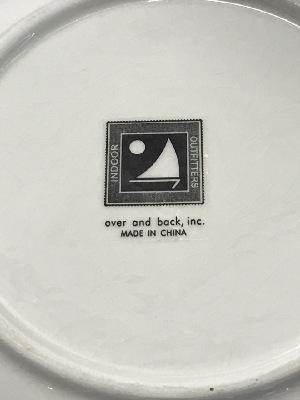 INDOOR
OUTFITTERS
over and back, inc.
MADE IN CHINA